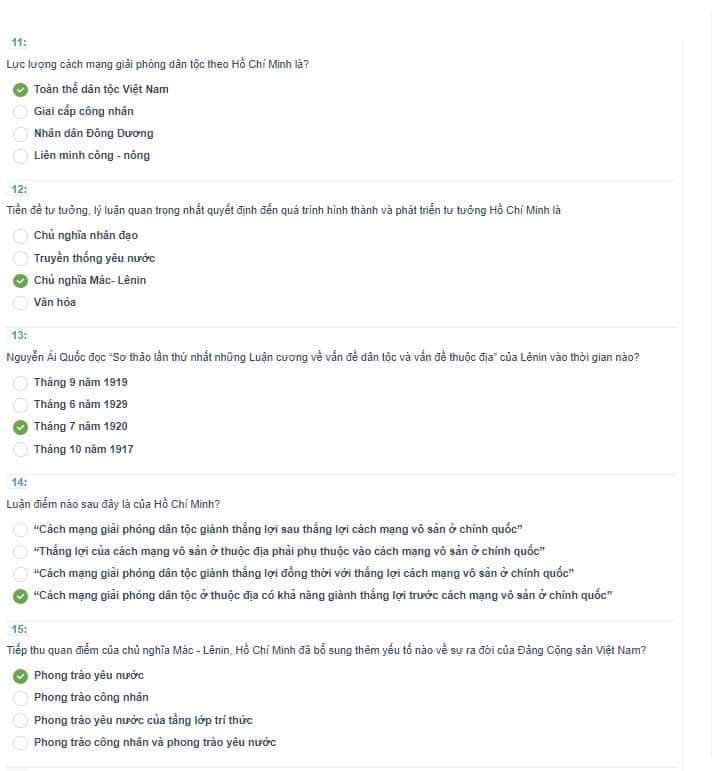 11:
Lực lượng cách mạng giải phóng dân tộc theo Hồ Chí Minh là?
Toàn thể dân tộc Việt Nam
Giai cấp công nhân
Nhân dân Đông Dương
Liên minh công - nông
12:
Tiền đề tư tưởng, lý luận quan trọng nhất quyết định đến quá trình hình thành và phát triển tư tưởng Hồ Chí Minh là
Chủ nghĩa nhân đạo
Truyền thống yêu nước
Chủ nghĩa Mác- Lênin
Văn hóa
13:
Nguyễn Ái Quốc đọc "Sơ thảo lần thứ nhất những Luận cương về vấn đề dân tộc và vấn đề thuộc địa" của Lênin vào thời gian nào?
Tháng 9 năm 1919
Tháng 6 năm 1929
Tháng 7 năm 1920
Tháng 10 năm 1917
14:
Luận điểm nào sau đây là của Hồ Chí Minh?
“Cách mạng giải phóng dân tộc giành thắng lợi sau thắng lợi cách mạng vô sản ở chính quốc”
“Thắng lợi của cách mạng vô sản ở thuộc địa phải phụ thuộc vào cách mạng vô sản ở chính quốc”
“Cách mạng giải phóng dân tộc giành thắng lợi đồng thời với thắng lợi cách mạng vô sản ở chính quốc”
“Cách mạng giải phóng dân tộc ở thuộc địa có khả năng giành thắng lợi trước cách mạng vô sản ở chính quốc”
15:
Tiếp thu quan điểm của chủ nghĩa Mác - Lênin, Hồ Chí Minh đã bổ sung thêm yếu tố nào về sự ra đời của Đảng Cộng sản Việt Nam?
Phong trào yêu nước
Phong trào công nhân
Phong trào yêu nước của tầng lớp trí thức
Phong trào công nhân và phong trào yêu nước